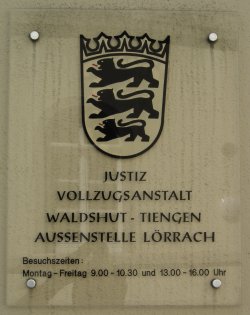 JUSTIZ
VOLLZUGSANSTALT
WALDSHUT - TIENGEN
AUSSENSTELLE LÖRRACH
Besuchszeiten:
Montag - Freitag 9.00 - 10.30 und 13.00 - 16.00 Uhr